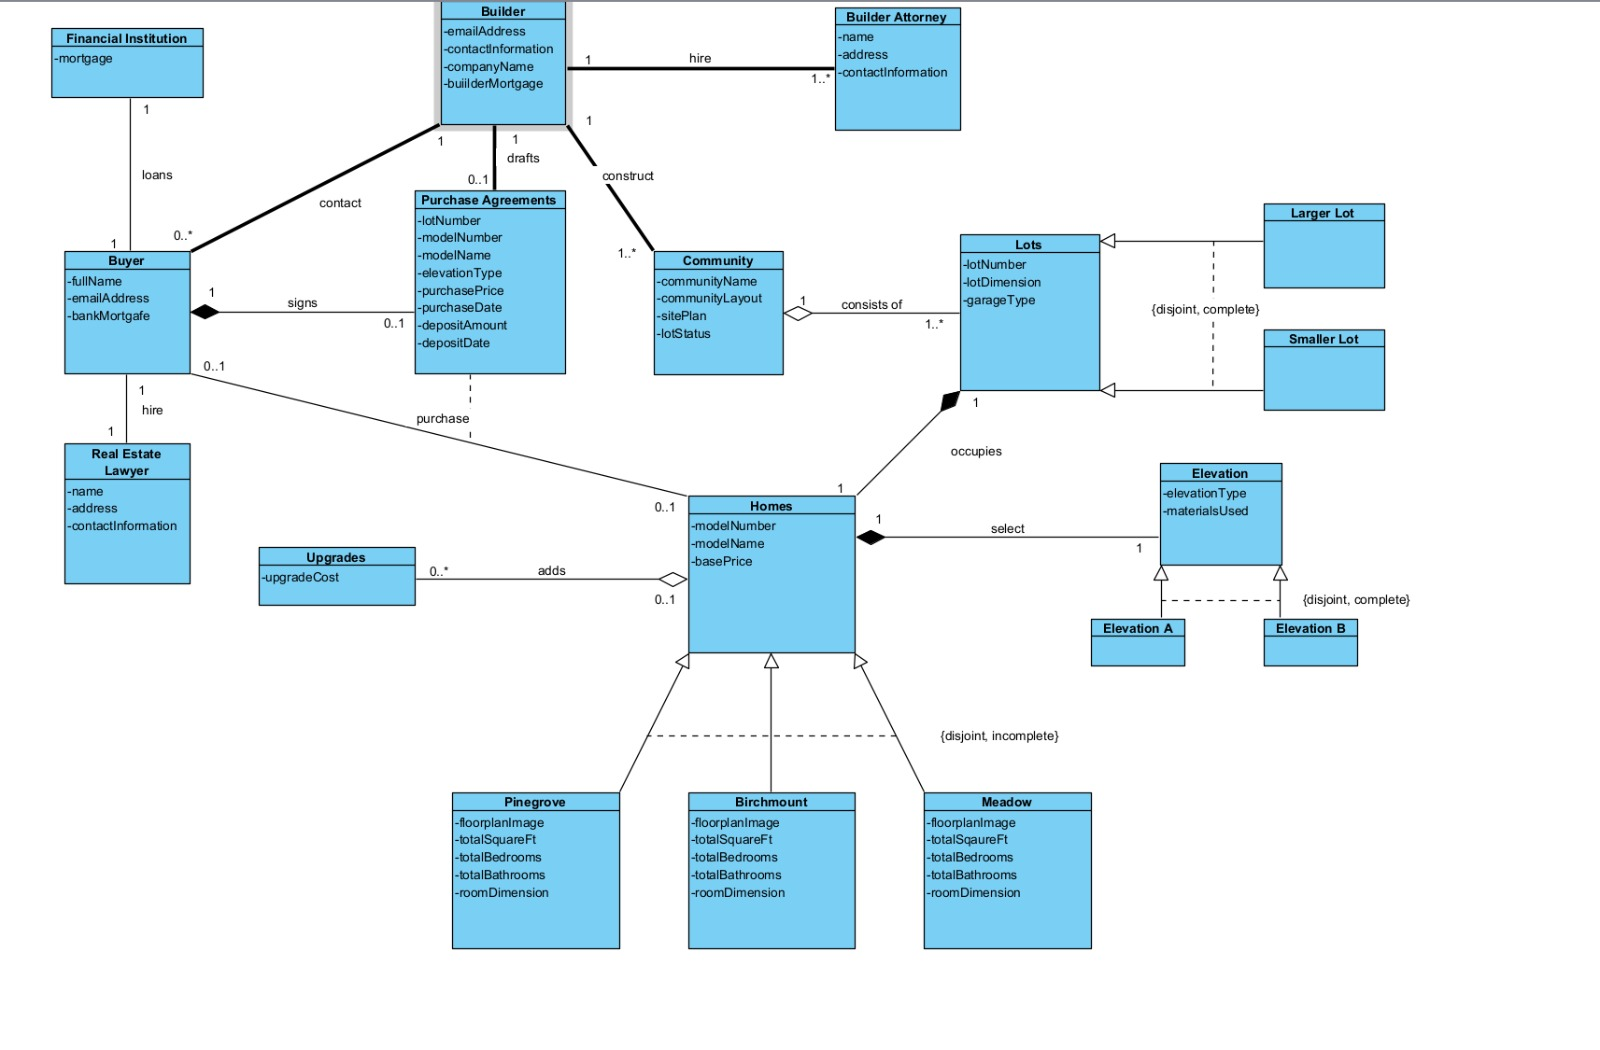 Builder
-emailAddress
-contactInformation
-companyName
-buiilderMortgage
Builder Attorney
-name
-address
-contactInformation
Financial Institution
-mortgage
1
hire
1..*
1
loans
1
1
contact
0..*
1
drafts
0..1
1
construct
1..*
Purchase Agreements
-lotNumber
-modelNumber
-modelName
-elevationType
-purchasePrice
-purchaseDate
-depositAmount
-depositDate
Buyer
-fullName
-emailAddress
-bankMortgafe
1
signs
0..1
Community
-communityName
-communityLayout
-sitePlan
-lotStatus
1
consists of
1..*
Lots
-lotNumber
-lotDimension
-garageType
Larger Lot
{disjoint, complete}
Smaller Lot
0..1
purchase
0..1
1
hire
1
Real Estate
Lawyer
-name
-address
-contactInformation
1
occupies
1
Homes
-modelNumber
-modelName
-basePrice
1
select
1
Elevation
-elevationType
-materialsUsed
Upgrades
-upgradeCost
0..*
adds
0..1
{disjoint, complete}
Elevation A
Elevation B
{disjoint, incomplete}
Pinegrove
-floorplanImage
-totalSquareFt
-totalBedrooms
-totalBathrooms
-roomDimension
Birchmount
-floorplanImage
-totalSquareFt
-totalBedrooms
-totalBathrooms
-roomDimension
Meadow
-floorplanImage
-totalSqaureFt
-totalBedrooms
-totalBathrooms
-roomDimension